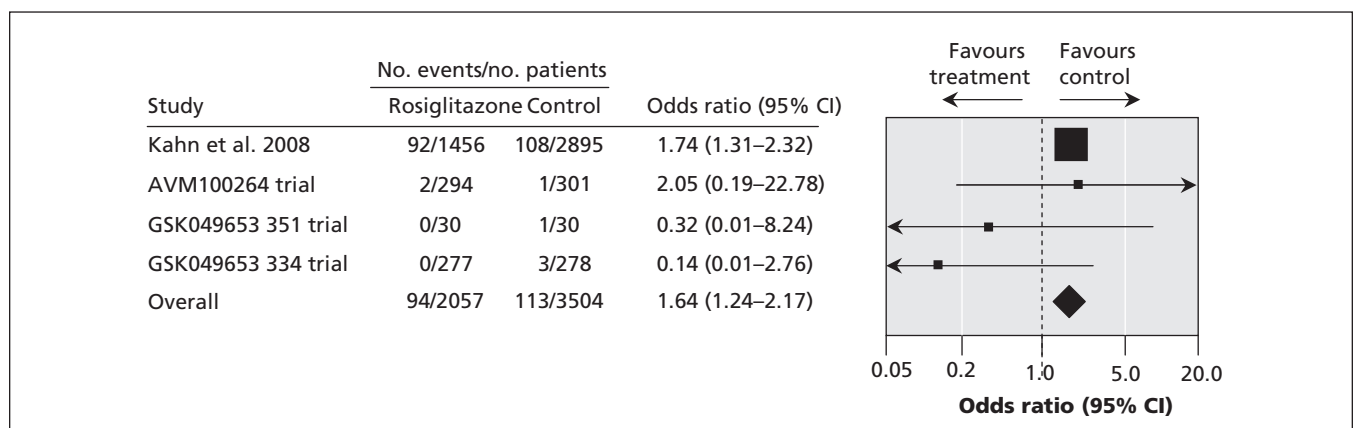 No. events/no. patients
Study Rosiglitazone Control Odds ratio (95% CI)
Kahn et al. 2008 92/1456 108/2895 1.74 (1.31–2.32)
AVM100264 trial 2/294 1/301 2.05 (0.19–22.78)
GSK049653 351 trial 0/30 1/30 0.32 (0.01–8.24)
GSK049653 334 trial 0/277 3/278 0.14 (0.01–2.76)
Overall 94/2057 113/3504 1.64 (1.24–2.17)
Favours treatment
Favours control
0.05 0.2 1.0 5.0 20.0
Odds ratio (95% CI)